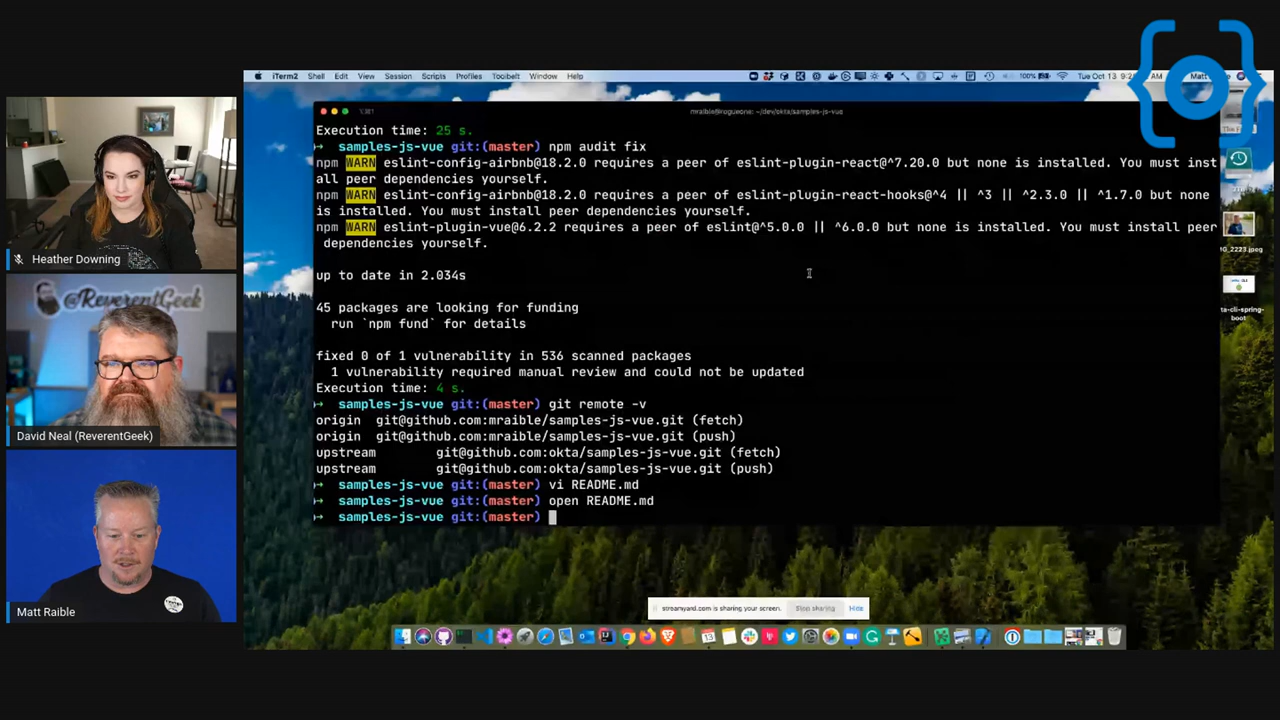 iTerm2 Shell Edit View Session Scripts Profiles Toolbelt Window Help
100%
Tue Oct 13
mraible@rogueone: ~/dev/okta/samples-js-vue
Execution time: 25 s.
→ samples-js-vue git:(master) npm audit fix
npm WARN eslint-config-airbnb@18.2.0 requires a peer of eslint-plugin-react@^7.20.0 but none is installed. You must inst
all peer dependencies yourself.
npm WARN eslint-config-airbnb@18.2.0 requires a peer of eslint-plugin-react-hooks@^4 || ^3 || ^2.3.0 || ^1.7.0 but none
is installed. You must install peer dependencies yourself.
npm WARN eslint-plugin-vue@6.2.2 requires a peer of eslint@^5.0.0 || ^6.0.0 but none is installed. You must install peer
dependencies yourself.
up to date in 2.034s
45 packages are looking for funding
run `npm fund` for details
fixed 0 of 1 vulnerability in 536 scanned packages
1 vulnerability required manual review and could not be updated
Execution time: 4 s.
→ samples-js-vue git:(master) git remote -v
origin git@github.com:mraible/samples-js-vue.git (fetch)
origin git@github.com:mraible/samples-js-vue.git (push)
upstream git@github.com:okta/samples-js-vue.git (fetch)
upstream git@github.com:okta/samples-js-vue.git (push)
→ samples-js-vue git:(master) vi README.md
→ samples-js-vue git:(master) open README.md
→ samples-js-vue git:(master)
streamyard.com is sharing your screen. Stop sharing Hide
Heather Downing
@ReverentGeek
David Neal (ReverentGeek)
Matt Raible